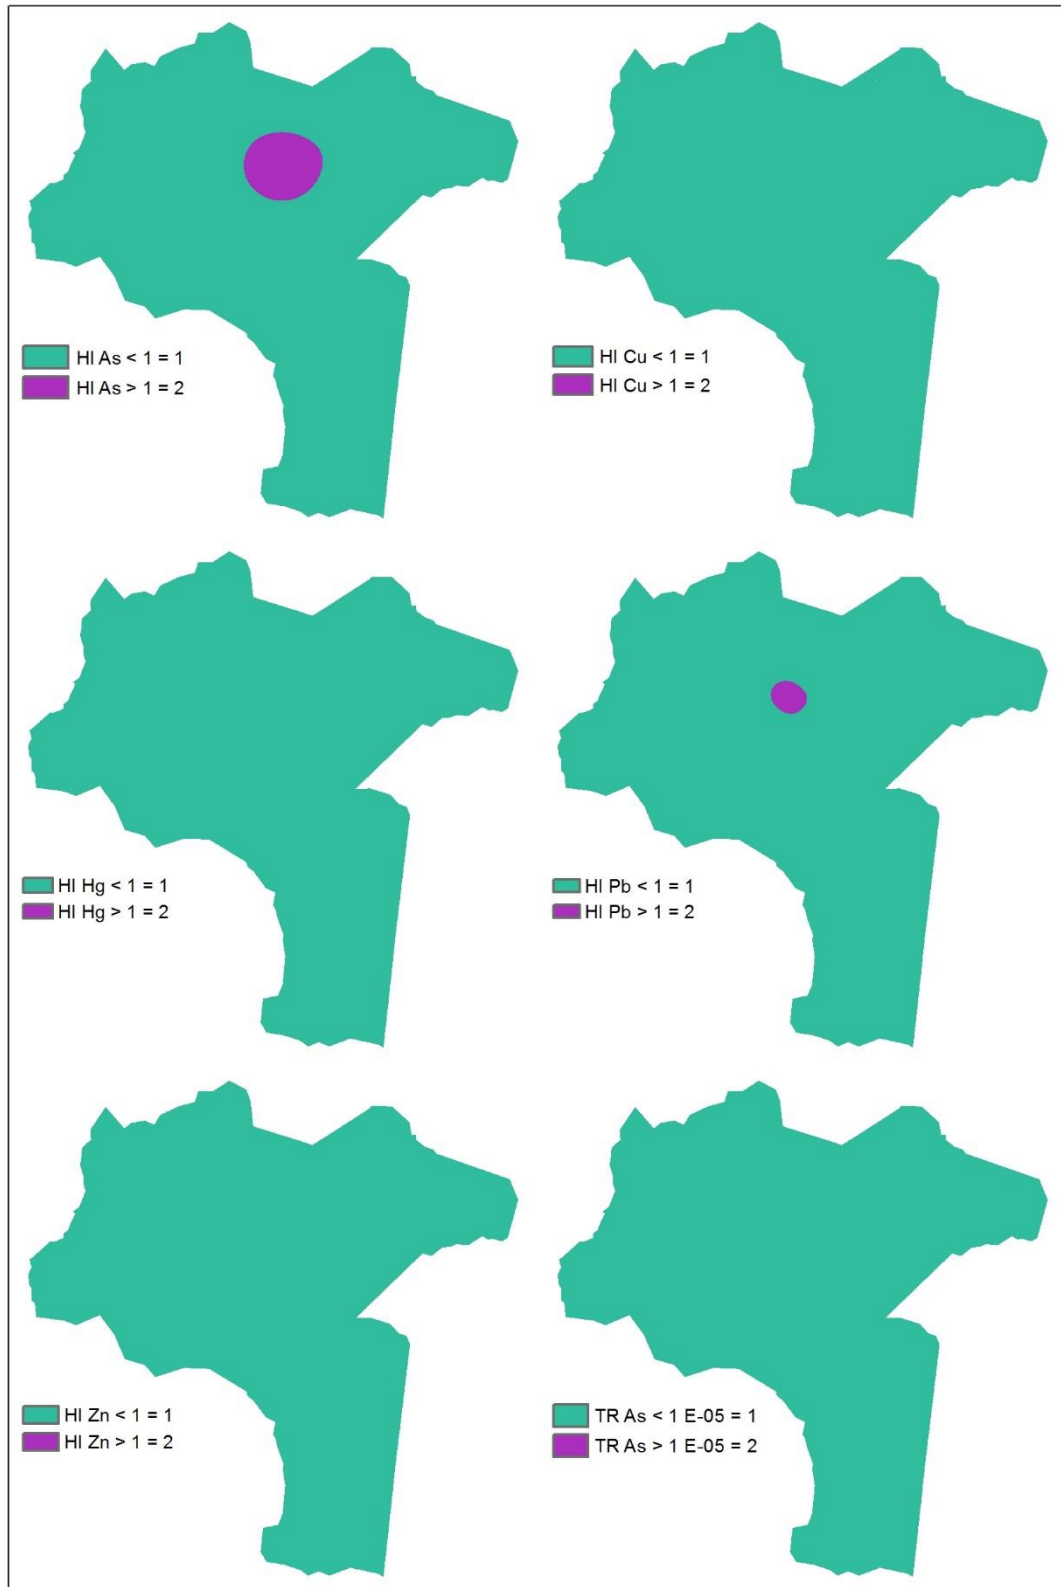 HI As < 1 = 1
HI As > 1 = 2
HI Cu < 1 = 1
HI Cu > 1 = 2
HI Hg < 1 = 1
HI Hg > 1 = 2
HI Pb < 1 = 1
HI Pb > 1 = 2
HI Zn < 1 = 1
HI Zn > 1 = 2
TR As < 1 E-05 = 1
TR As > 1 E-05 = 2